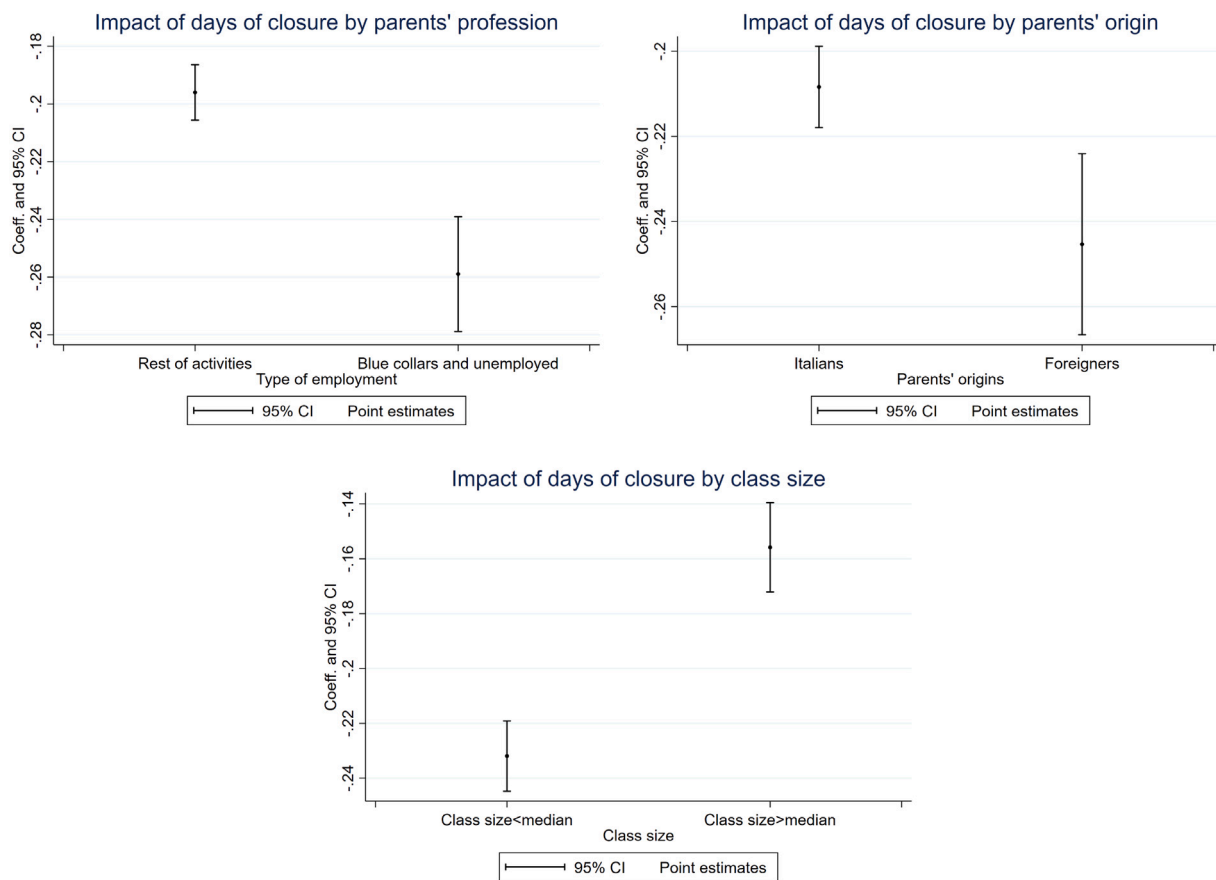 Impact of days of closure by parents' profession
Coeff. and 95% CI
-.18
-.2
-.22
-.24
-.26
-.28
Rest of activities Blue collars and unemployed
Type of employment
95% CI Point estimates
Impact of days of closure by parents' origin
Coeff. and 95% CI
-.2
-.22
-.24
-.26
Italians Foreigners
Parents' origins
95% CI Point estimates
Impact of days of closure by class size
Coeff. and 95% CI
-.14
-.16
-.18
-.2
-.22
-.24
Class size<median Class size>median
Class size
95% CI Point estimates